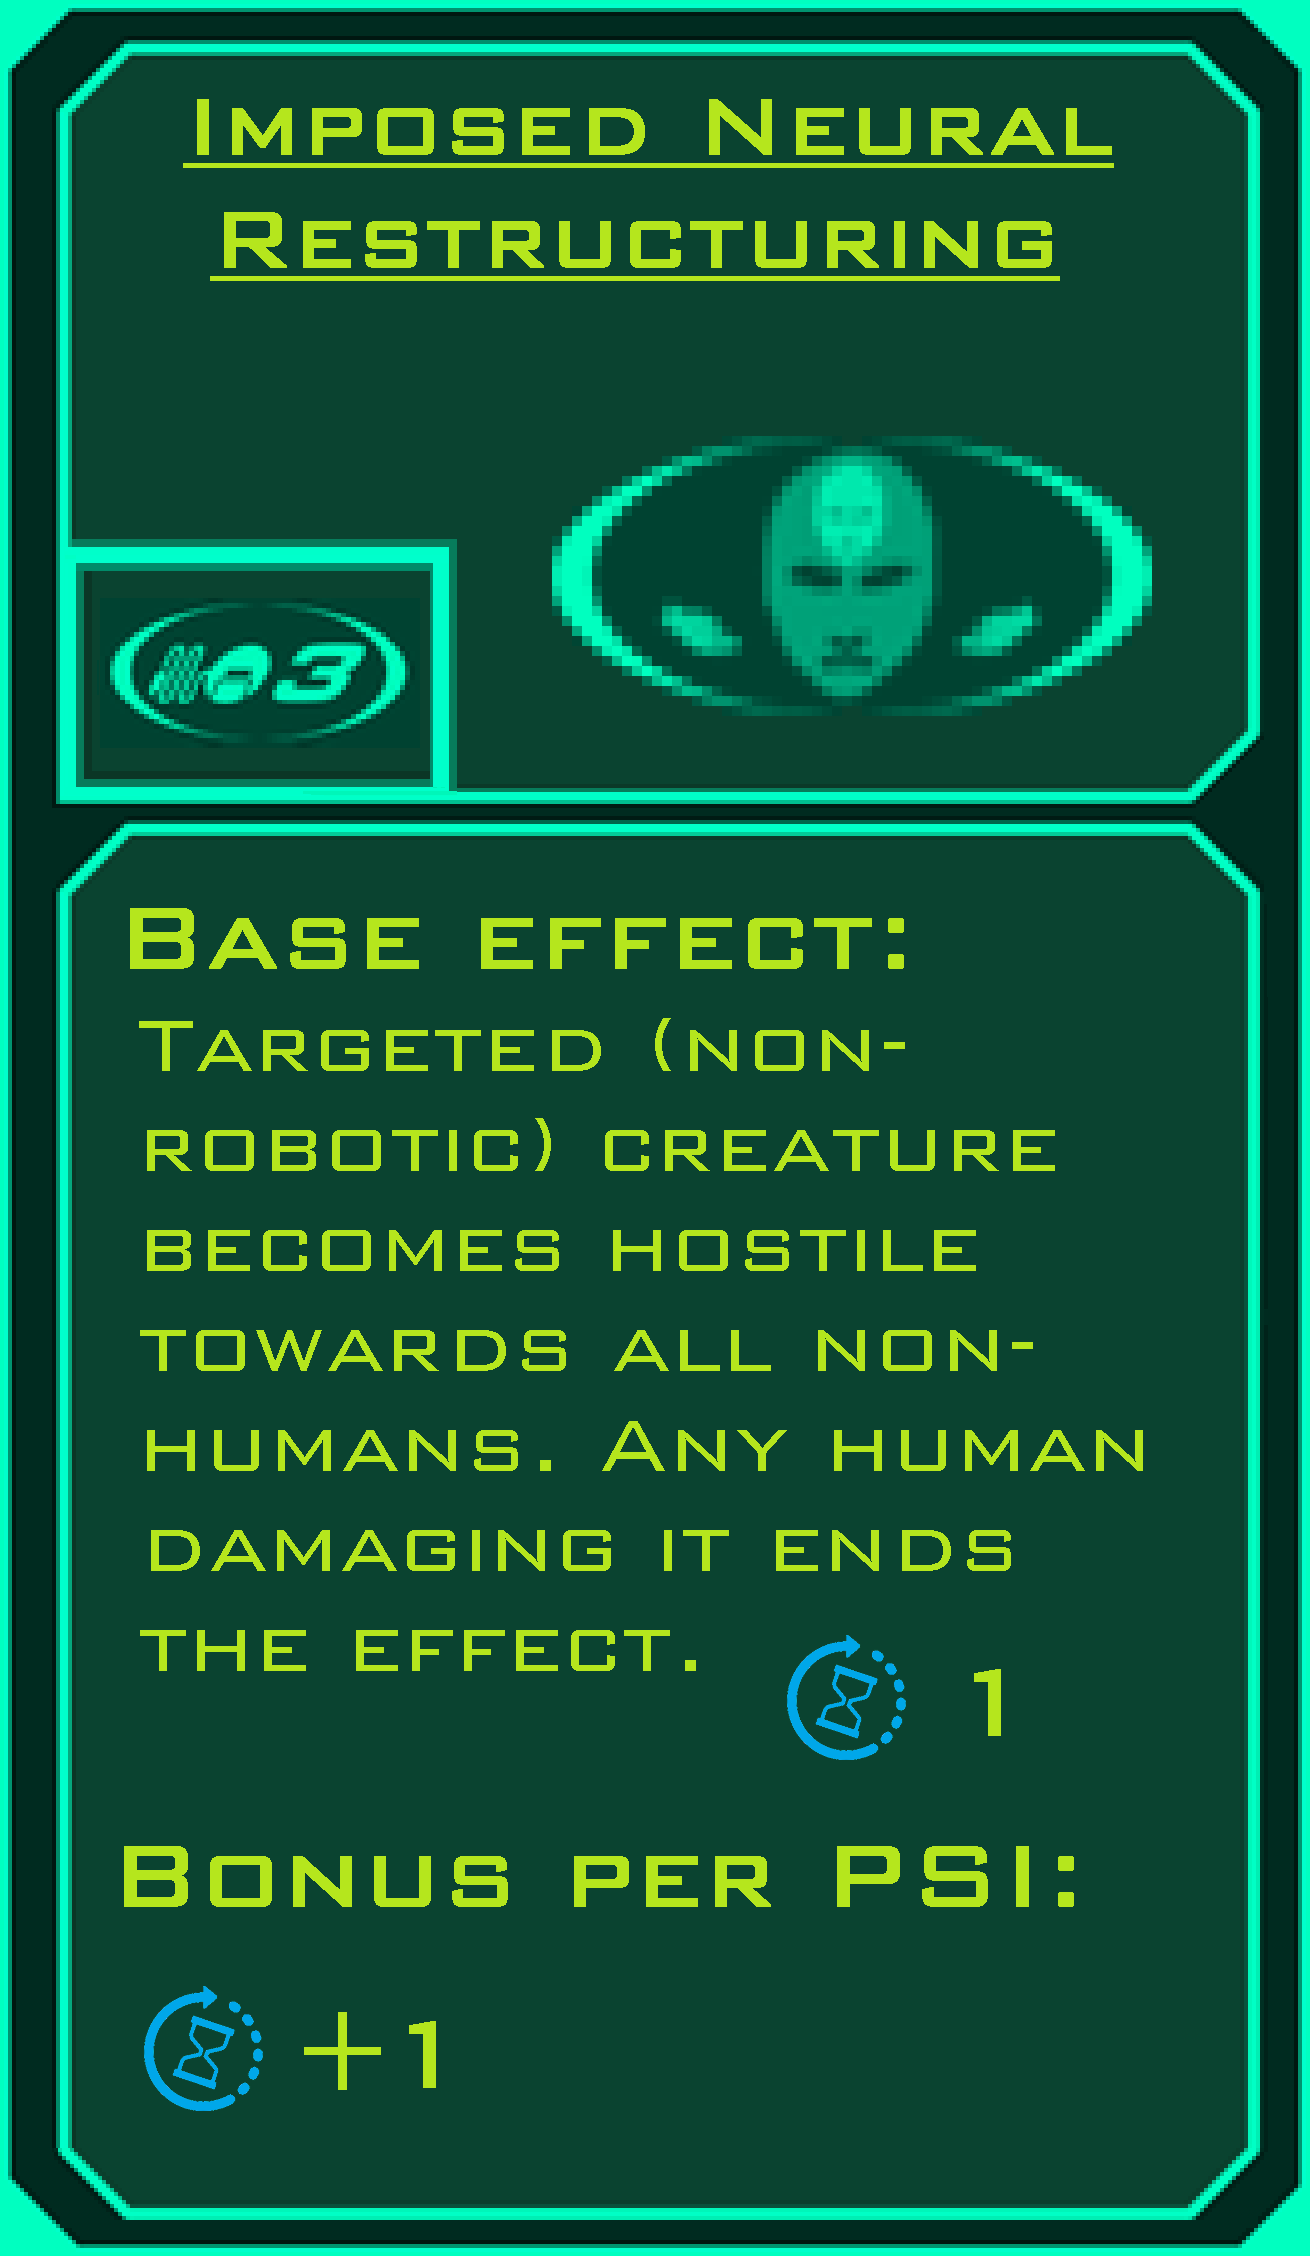 Imposed Neural
Restructuring
3
Base effect:
Targeted (non-
robotic) creature
becomes hostile
towards all non-
humans. Any human
damaging it ends
the effect.
1
Bonus per PSI:
+1